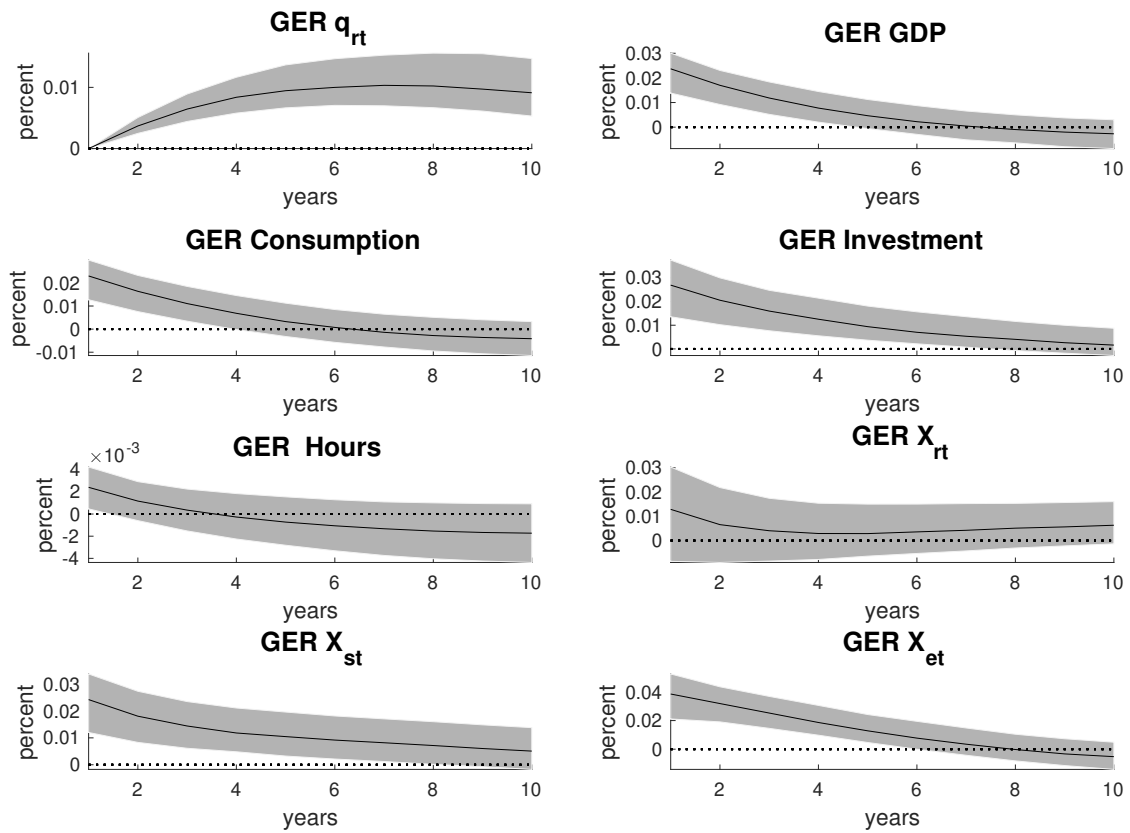 GER q_rt
percent
0.01
0
2 4 6 8 10
years
GER GDP
percent
0.03
0.02
0.01
0
2 4 6 8 10
years
GER Consumption
percent
0.02
0.01
0
-0.01
2 4 6 8 10
years
GER Investment
percent
0.03
0.02
0.01
0
2 4 6 8 10
years
GER Hours
×10^-3
percent
4
2
0
-2
-4
2 4 6 8 10
years
GER X_rt
percent
0.03
0.02
0.01
0
2 4 6 8 10
years
GER X_st
percent
0.03
0.02
0.01
0
2 4 6 8 10
years
GER X_et
percent
0.04
0.02
0
2 4 6 8 10
years